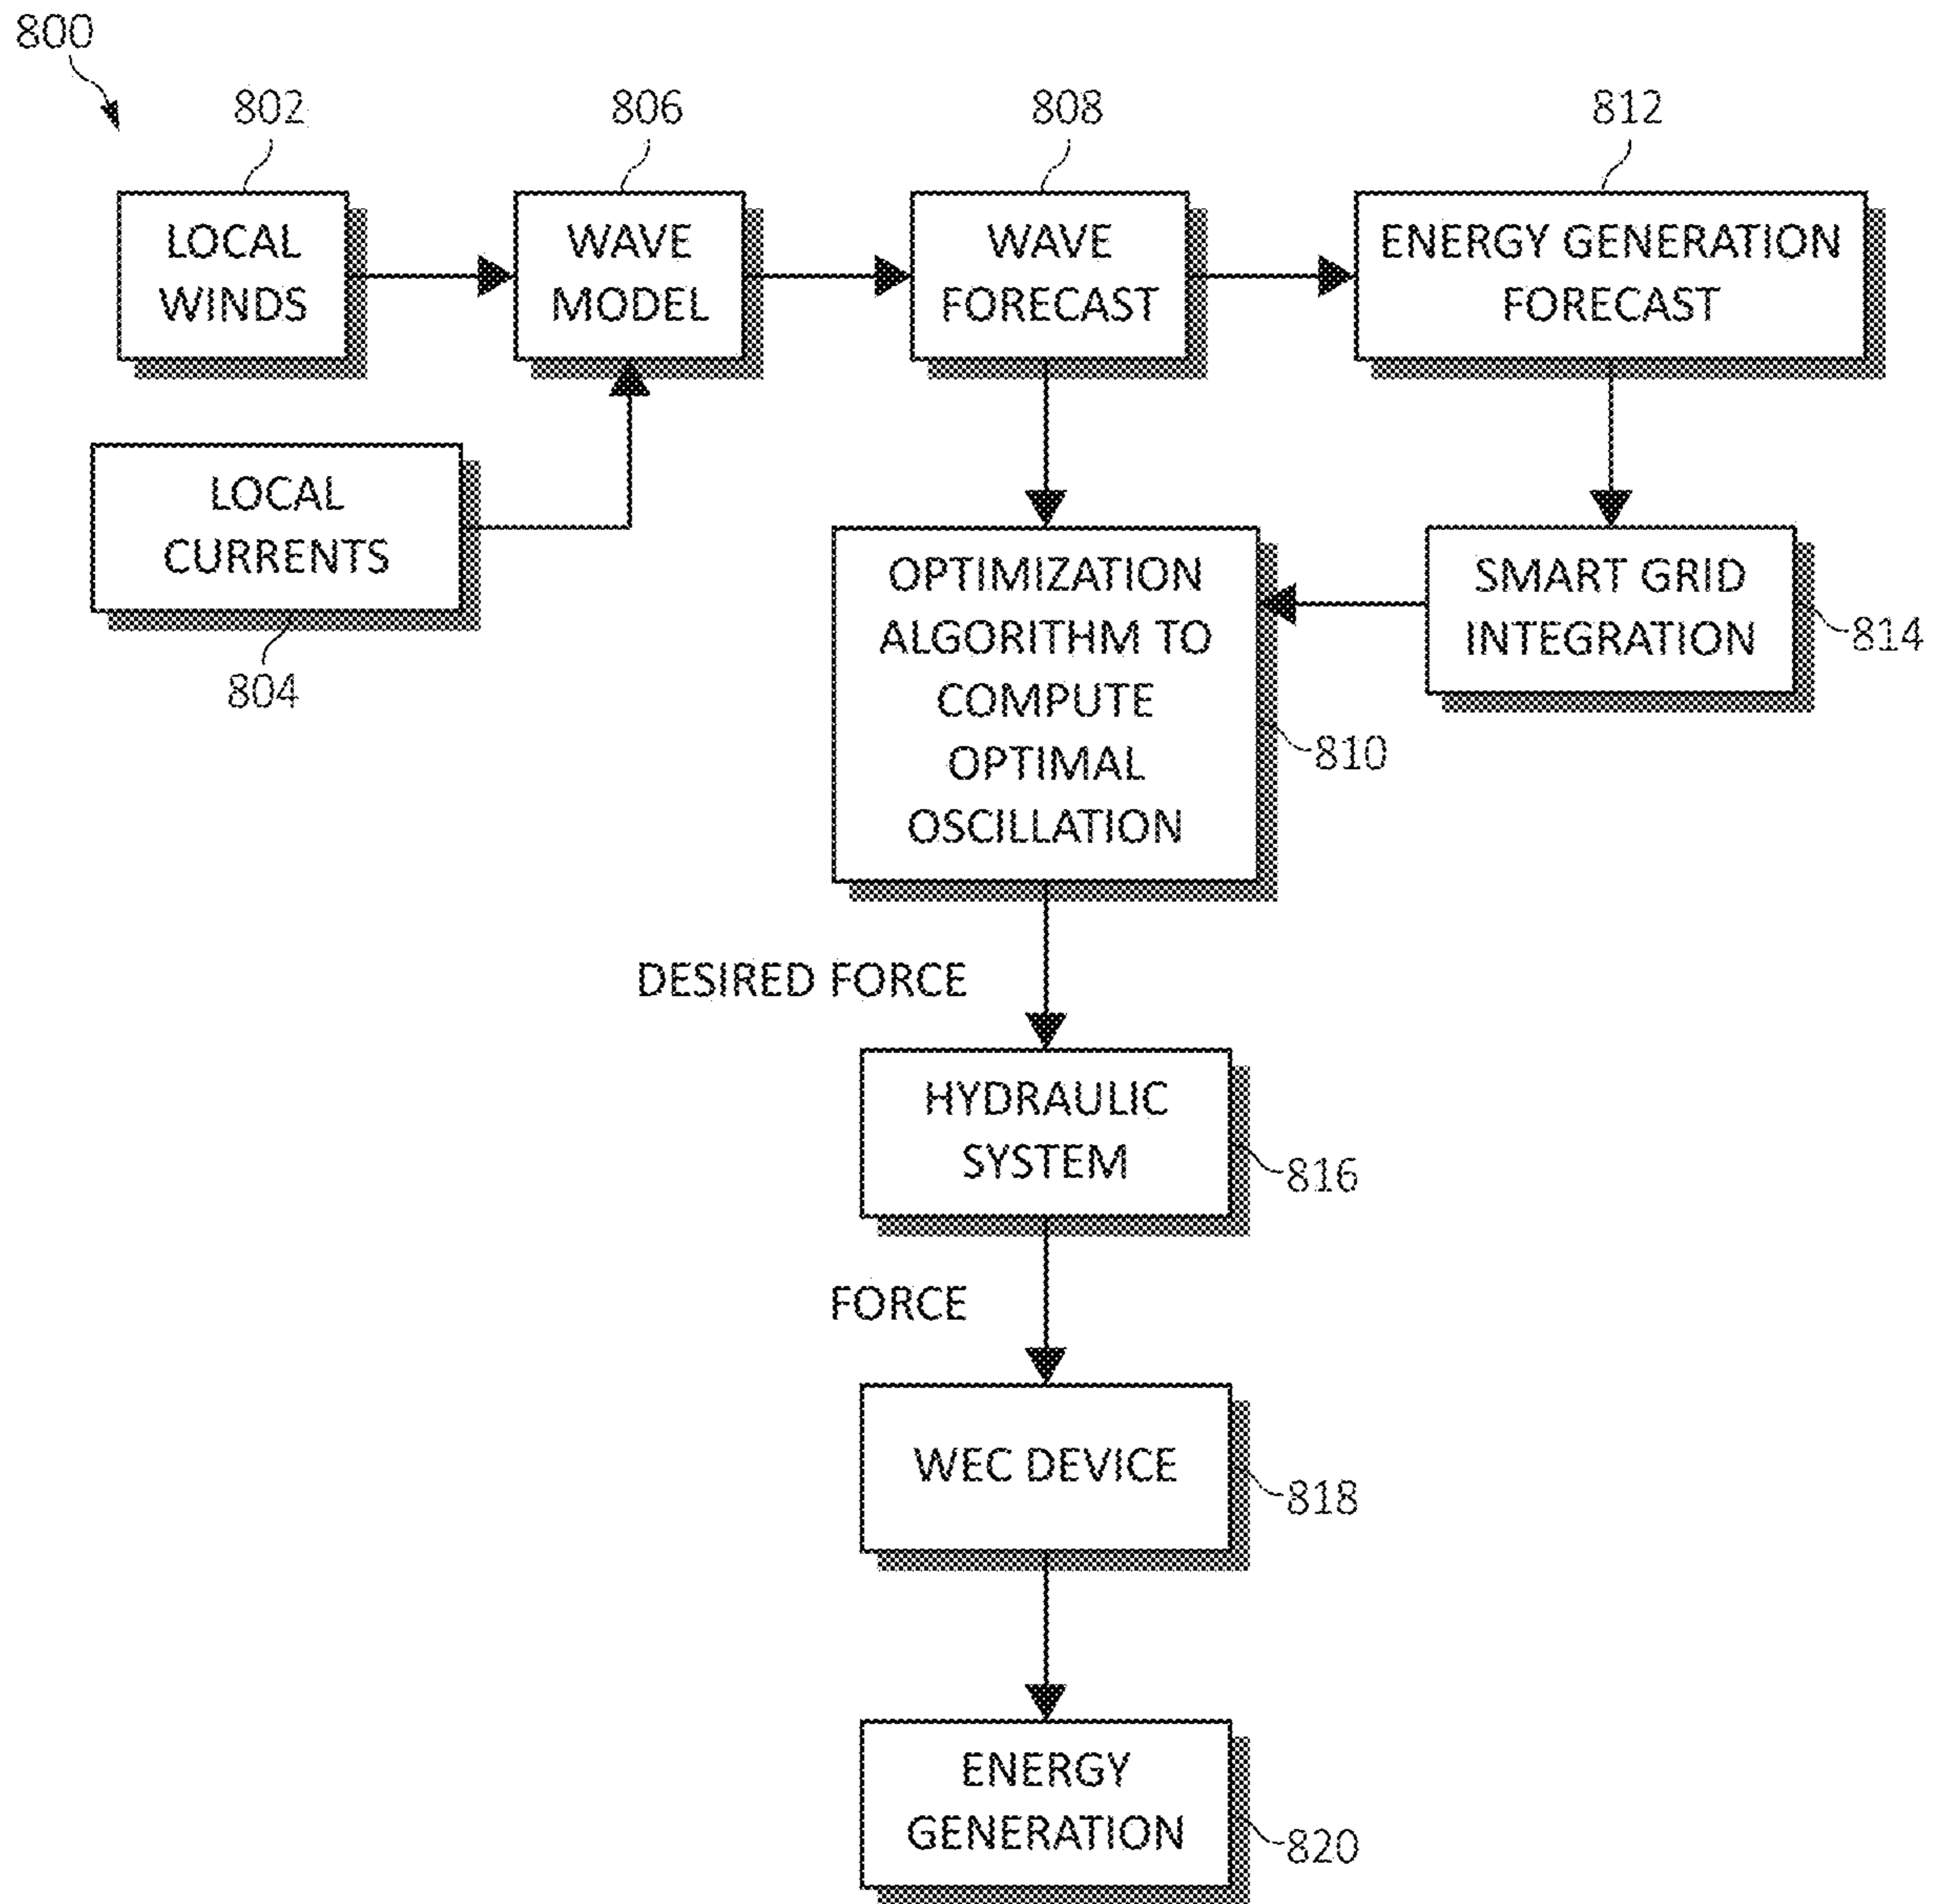 800
802
806
808
812
LOCAL
WINDS
WAVE
MODEL
WAVE
FORECAST
ENERGY GENERATION
FORECAST
LOCAL
CURRENTS
804
OPTIMIZATION
ALGORITHM TO
COMPUTE
OPTIMAL
OSCILLATION
810
SMART GRID
INTEGRATION
814
DESIRED FORCE
HYDRAULIC
SYSTEM
816
FORCE
WEC DEVICE
818
ENERGY
GENERATION
820